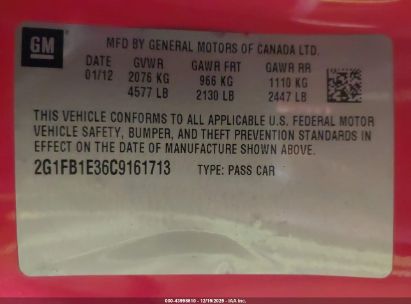 GM
MFD BY GENERAL MOTORS OF CANADA LTD.
DATE GVWR GAWR FRT GAWR RR
01/12 2076 KG 966 KG 1110 KG
4577 LB 2130 LB 2447 LB
THIS VEHICLE CONFORMS TO ALL APPLICABLE U.S. FEDERAL MOTOR
VEHICLE SAFETY, BUMPER, AND THEFT PREVENTION STANDARDS IN
EFFECT ON THE DATE OF MANUFACTURE SHOWN ABOVE.
2G1FB1E36C9161713 TYPE: PASS CAR